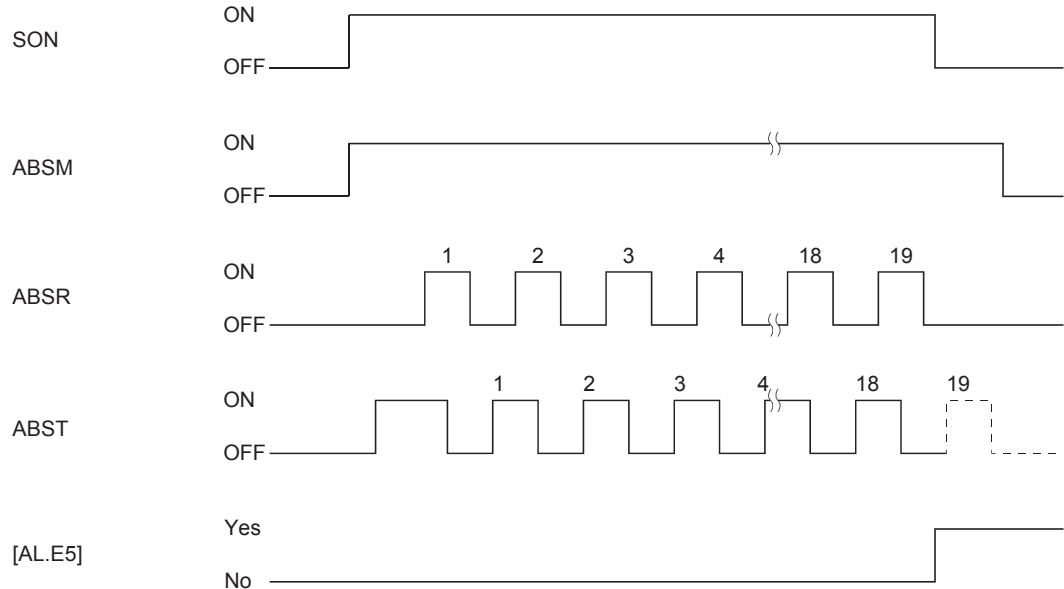 ON
SON
OFF
ON
ABSM
OFF
1 2 3 4 18 19
ON
ABSR
OFF
1 2 3 4 18 19
ON
ABST
OFF
Yes
[AL.E5]
No